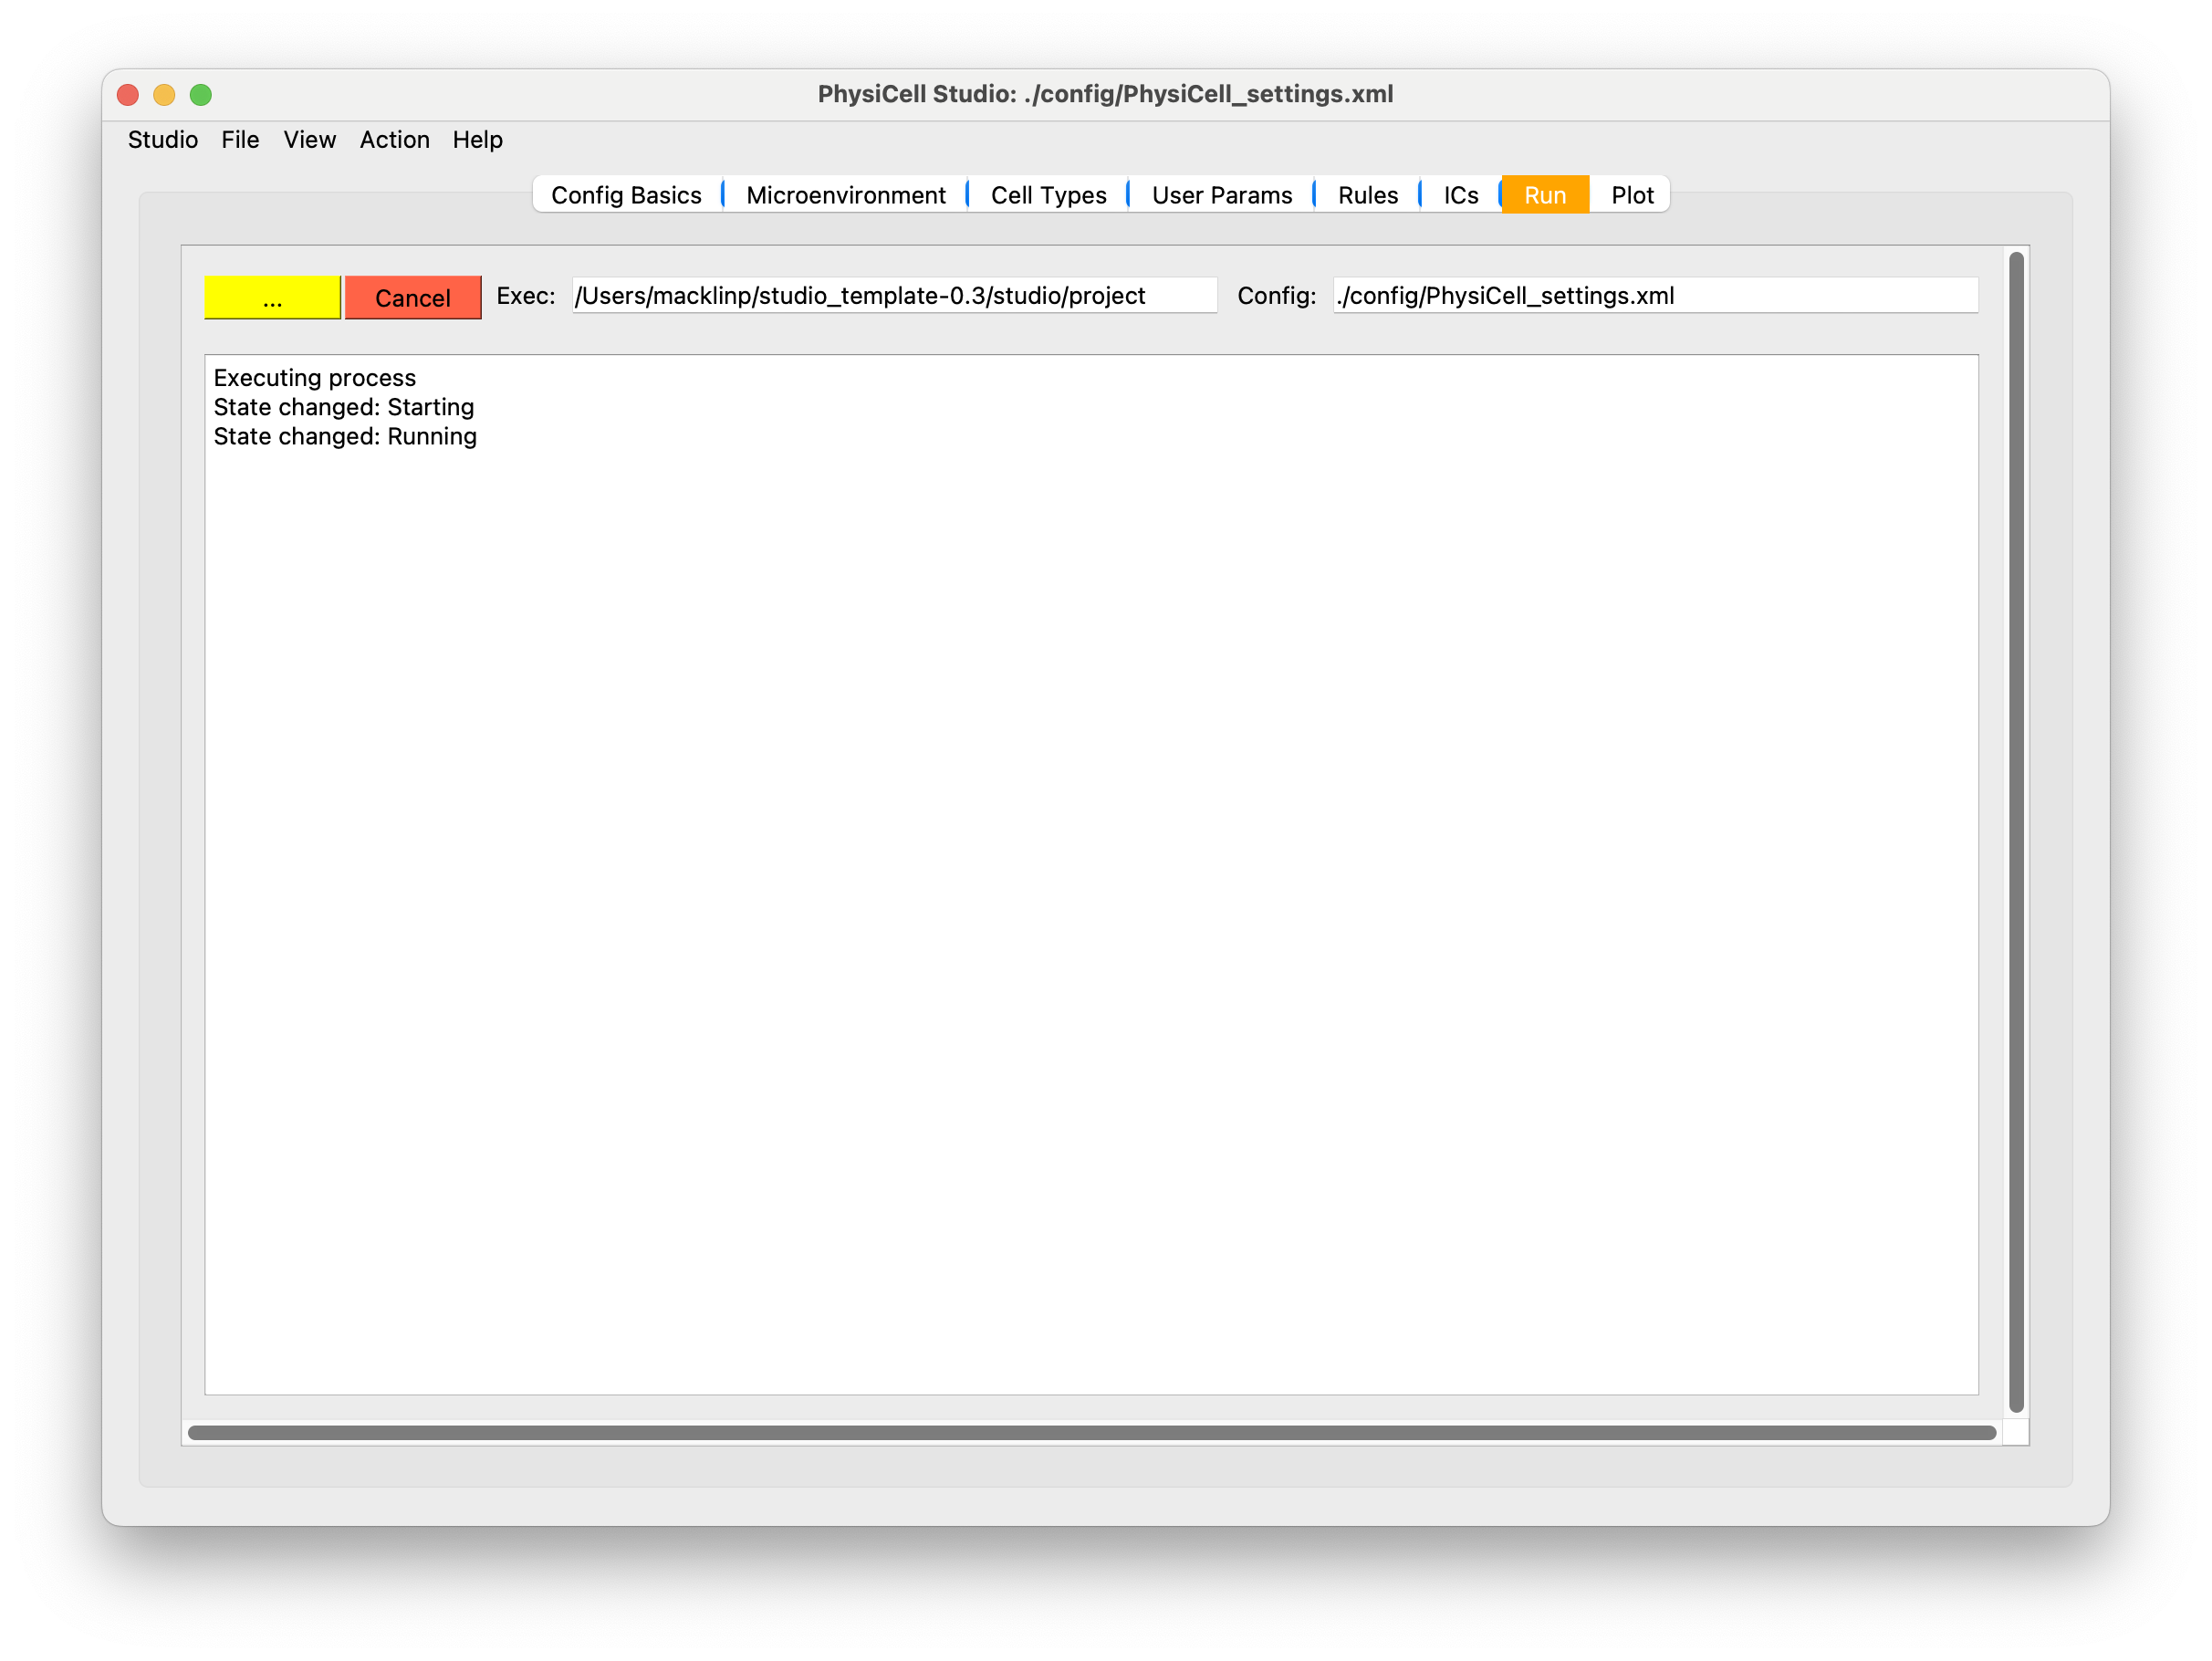 PhysiCell Studio: ./config/PhysiCell_settings.xml
Studio File View Action Help
Config Basics Microenvironment Cell Types User Params Rules ICs Run Plot
... Cancel Exec: /Users/macklinp/studio_template-0.3/studio/project Config: ./config/PhysiCell_settings.xml
Executing process
State changed: Starting
State changed: Running